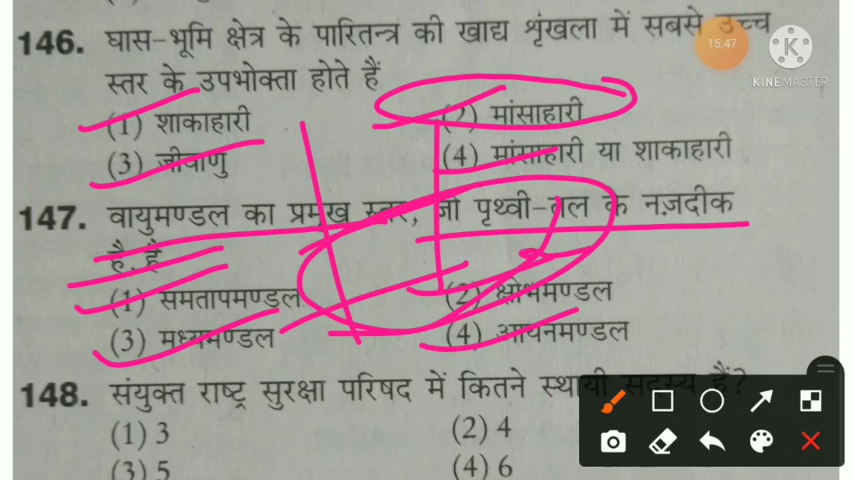 146. घास-भूमि क्षेत्र के पारितन्त्र की खाद्य शृंखला में सबसे उच्च
स्तर के उपभोक्ता होते हैं
(1) शाकाहारी (2) मांसाहारी
(3) जीवाणु (4) मांसाहारी या शाकाहारी
147. वायुमण्डल का प्रमुख स्तर, जो पृथ्वी-तल के नज़दीक
है, है
(1) समतापमण्डल (2) क्षोभमण्डल
(3) मध्यमण्डल (4) आयनमण्डल
148. संयुक्त राष्ट्र सुरक्षा परिषद में कितने स्थायी सदस्य हैं?
(1) 3 (2) 4
(3) 5 (4) 6
15:47
KINEMASTER